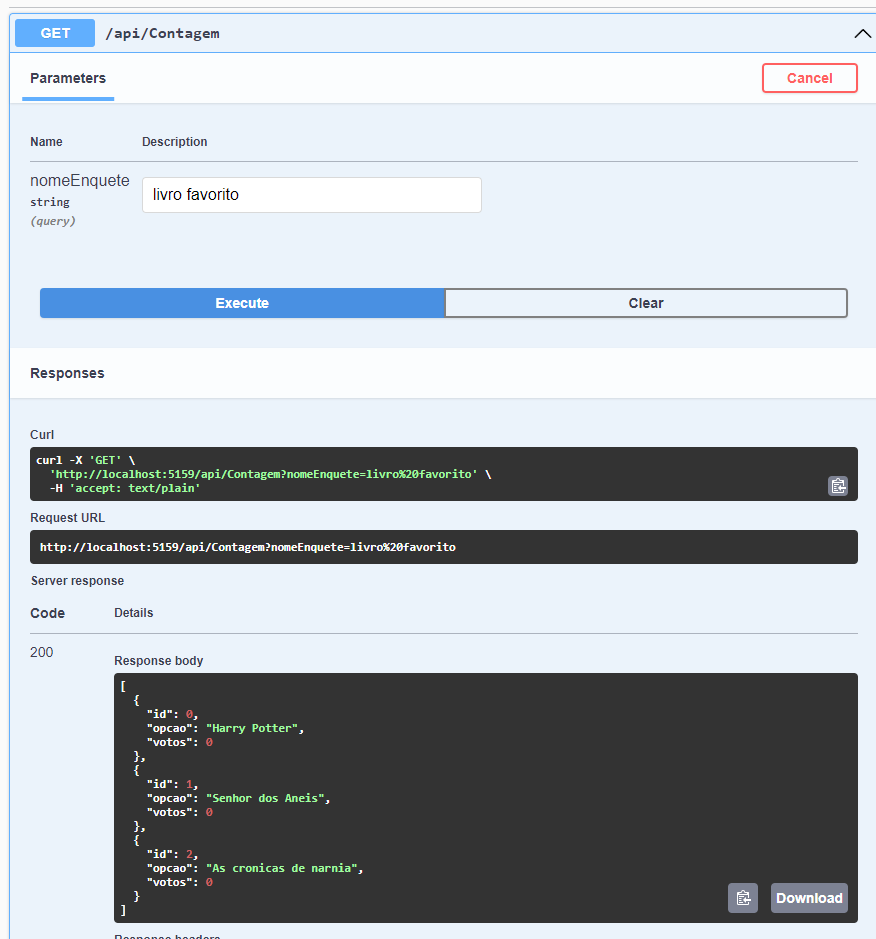 GET /api/Contagem
Parameters
Cancel
Name Description
nomeEnquete
string
(query)
livro favorito
Execute Clear
Responses
Curl
curl -X 'GET' \
  'http://localhost:5159/api/Contagem?nomeEnquete=livro%20favorito' \
  -H 'accept: text/plain'
Request URL
http://localhost:5159/api/Contagem?nomeEnquete=livro%20favorito
Server response
Code Details
200
Response body
[
  {
    "id": 0,
    "opcao": "Harry Potter",
    "votos": 0
  },
  {
    "id": 1,
    "opcao": "Senhor dos Aneis",
    "votos": 0
  },
  {
    "id": 2,
    "opcao": "As cronicas de narnia",
    "votos": 0
  }
]
Download
Response headers